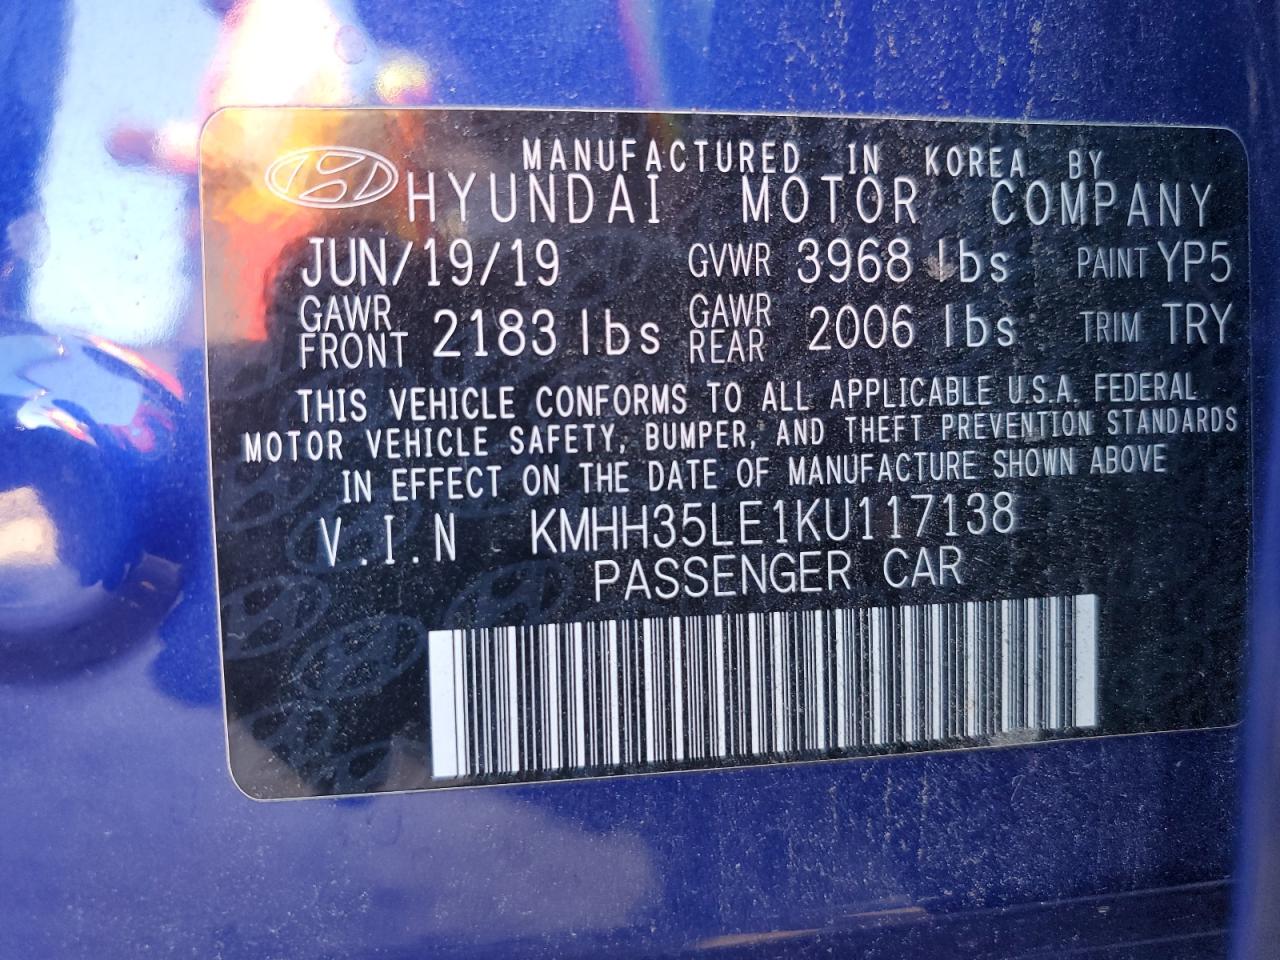 MANUFACTURED IN KOREA BY
HYUNDAI MOTOR COMPANY
JUN/19/19 GVWR 3968 lbs PAINT YP5
GAWR FRONT 2183 lbs GAWR REAR 2006 lbs TRIM TRY
THIS VEHICLE CONFORMS TO ALL APPLICABLE U.S.A. FEDERAL
MOTOR VEHICLE SAFETY, BUMPER, AND THEFT PREVENTION STANDARDS
IN EFFECT ON THE DATE OF MANUFACTURE SHOWN ABOVE
V.I.N KMHH35LE1KU117138
PASSENGER CAR